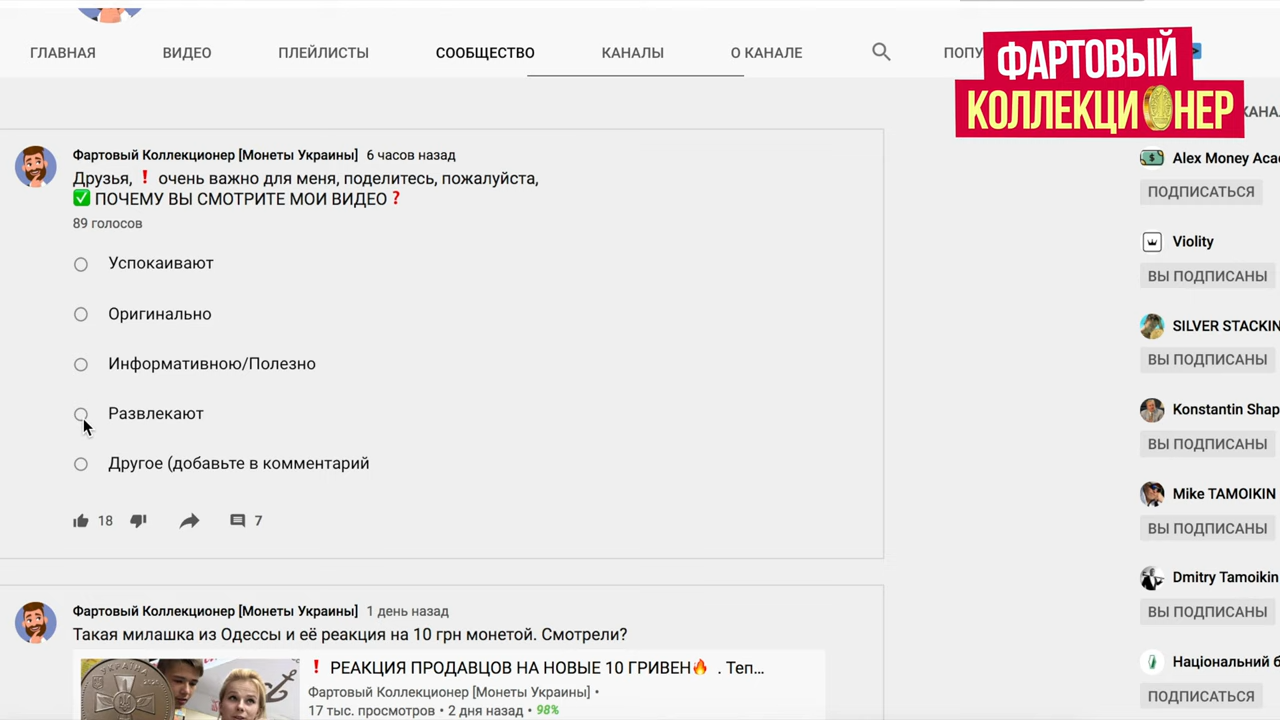 ГЛАВНАЯ ВИДЕО ПЛЕЙЛИСТЫ СООБЩЕСТВО КАНАЛЫ О КАНАЛЕ ПОПУ
ФАРТОВЫЙ
КОЛЛЕКЦИОНЕР
КАНА
Фартовый Коллекционер [Монеты Украины] 6 часов назад
Друзья, ❗ очень важно для меня, поделитесь, пожалуйста,
✅ ПОЧЕМУ ВЫ СМОТРИТЕ МОИ ВИДЕО ❓
89 голосов
Успокаивают
Оригинально
Информативною/Полезно
Развлекают
Другое (добавьте в комментарий
18 7
Фартовый Коллекционер [Монеты Украины] 1 день назад
Такая милашка из Одессы и её реакция на 10 грн монетой. Смотрели?
❗ РЕАКЦИЯ ПРОДАВЦОВ НА НОВЫЕ 10 ГРИВЕН🔥 . Теп...
Фартовый Коллекционер [Монеты Украины] •
17 тыс. просмотров • 2 дня назад • 98%
УКРАЇНА
Alex Money Aca
ПОДПИСАТЬСЯ
Violity
ВЫ ПОДПИСАНЫ
SILVER STACKIN
ВЫ ПОДПИСАНЫ
Konstantin Shap
ВЫ ПОДПИСАНЫ
Mike TAMOIKIN
ВЫ ПОДПИСАНЫ
Dmitry Tamoikin
ВЫ ПОДПИСАНЫ
Національний б
ПОДПИСАТЬСЯ